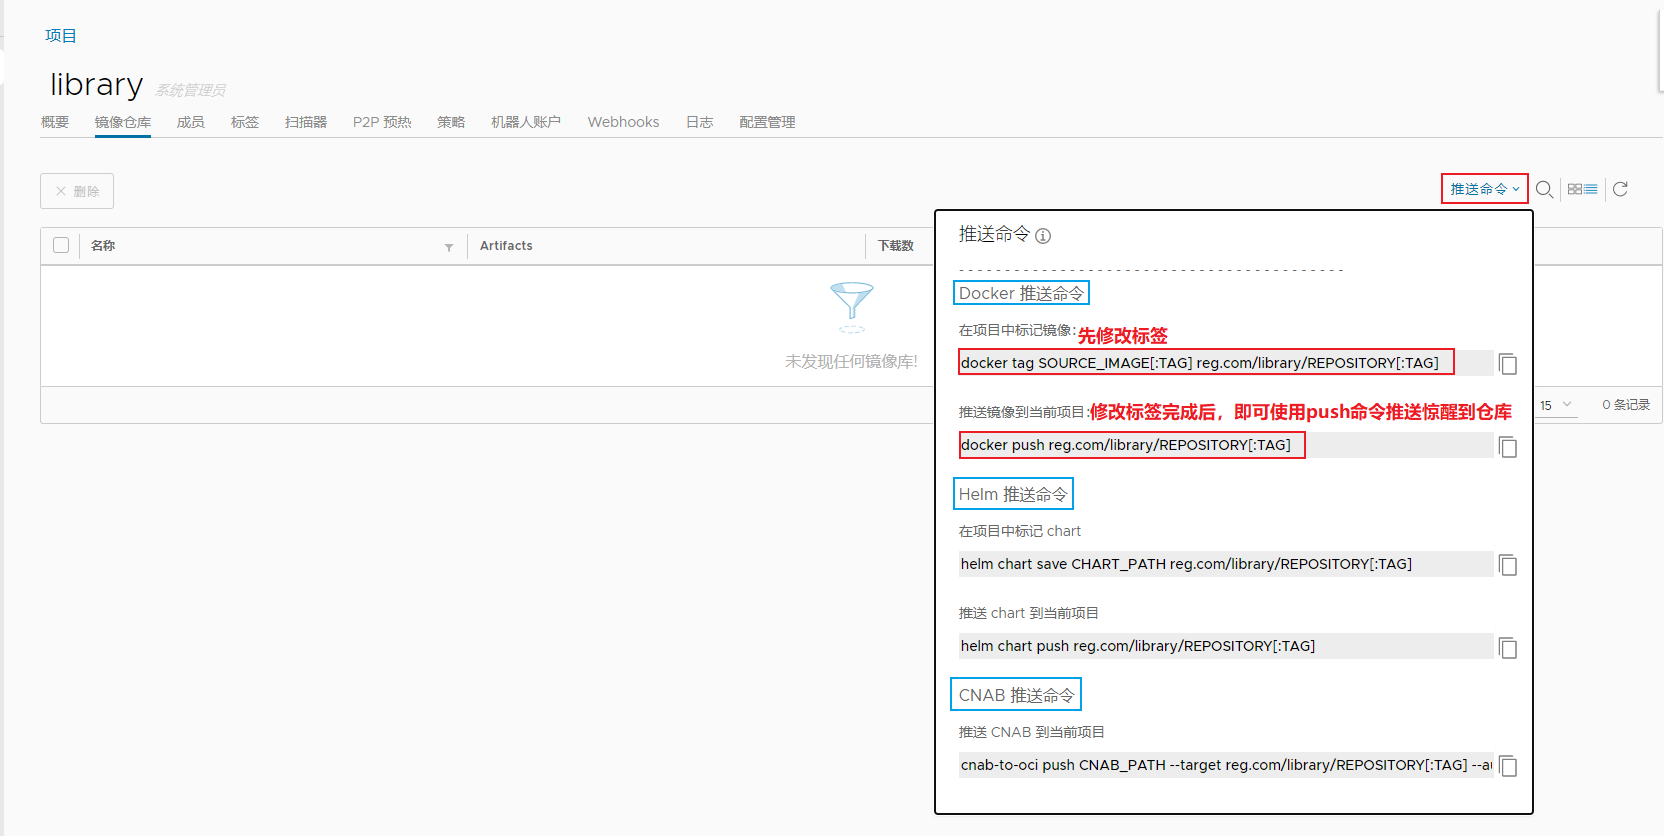 项目
library 系统管理员
概要 镜像仓库 成员 标签 扫描器 P2P 预热 策略 机器人账户 Webhooks 日志 配置管理
× 删除 推送命令
名称 Artifacts 下载数
未发现任何镜像库!
15 0 条记录
推送命令
- - - - - - - - - - - - - - - - - - - - - - - - - - - - - - - - - - - - - - - - - -
Docker 推送命令
在项目中标记镜像: 先修改标签
docker tag SOURCE_IMAGE[:TAG] reg.com/library/REPOSITORY[:TAG]
推送镜像到当前项目: 修改标签完成后，即可使用push命令推送惊醒到仓库
docker push reg.com/library/REPOSITORY[:TAG]
Helm 推送命令
在项目中标记 chart
helm chart save CHART_PATH reg.com/library/REPOSITORY[:TAG]
推送 chart 到当前项目
helm chart push reg.com/library/REPOSITORY[:TAG]
CNAB 推送命令
推送 CNAB 到当前项目
cnab-to-oci push CNAB_PATH --target reg.com/library/REPOSITORY[:TAG] --au